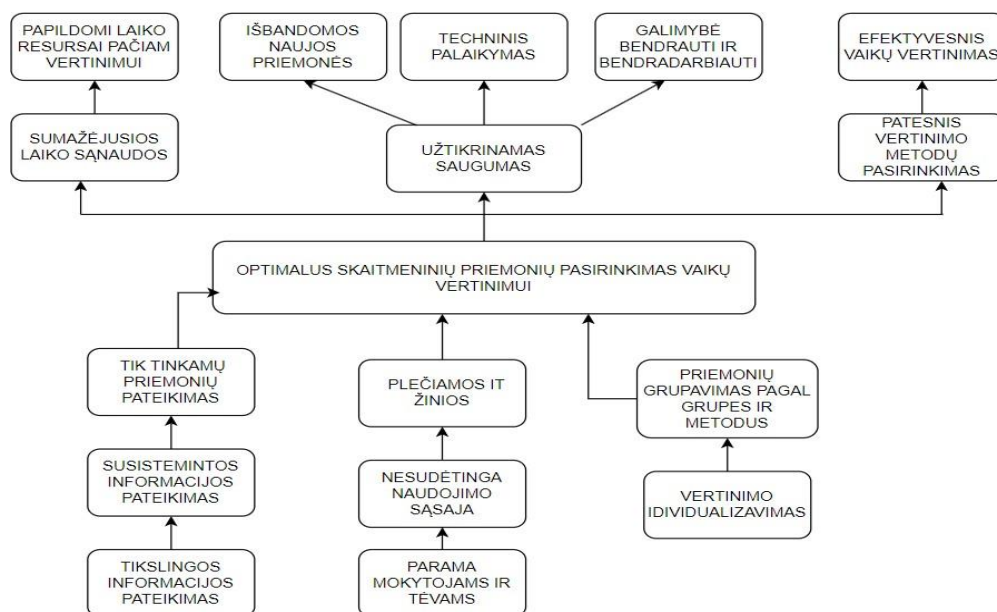 PAPILDOMI LAIKO
RESURSAI PAČIAM
VERTINIMUI
IŠBANDOMOS
NAUJOS
PRIEMONĖS
TECHNINIS
PALAIKYMAS
GALIMYBĖ
BENDRAUTI IR
BENDRADARBIAUTI
EFEKTYVESNIS
VAIKŲ VERTINIMAS
SUMAŽĖJUSIOS
LAIKO SĄNAUDOS
UŽTIKRINAMAS
SAUGUMAS
PATESNIS
VERTINIMO
METODŲ
PASIRINKIMAS
OPTIMALUS SKAITMENINIŲ PRIEMONIŲ PASIRINKIMAS VAIKŲ
VERTINIMUI
TIK TINKAMŲ
PRIEMONIŲ
PATEIKIMAS
PLEČIAMOS IT
ŽINIOS
PRIEMONIŲ
GRUPAVIMAS PAGAL
GRUPES IR
METODUS
SUSISTEMINTOS
INFORMACIJOS
PATEIKIMAS
NESUDĖTINGA
NAUDOJIMO
SĄSAJA
VERTINIMO
IDIVIDUALIZAVIMAS
TIKSLINGOS
INFORMACIJOS
PATEIKIMAS
PARAMA
MOKYTOJAMS IR
TĖVAMS